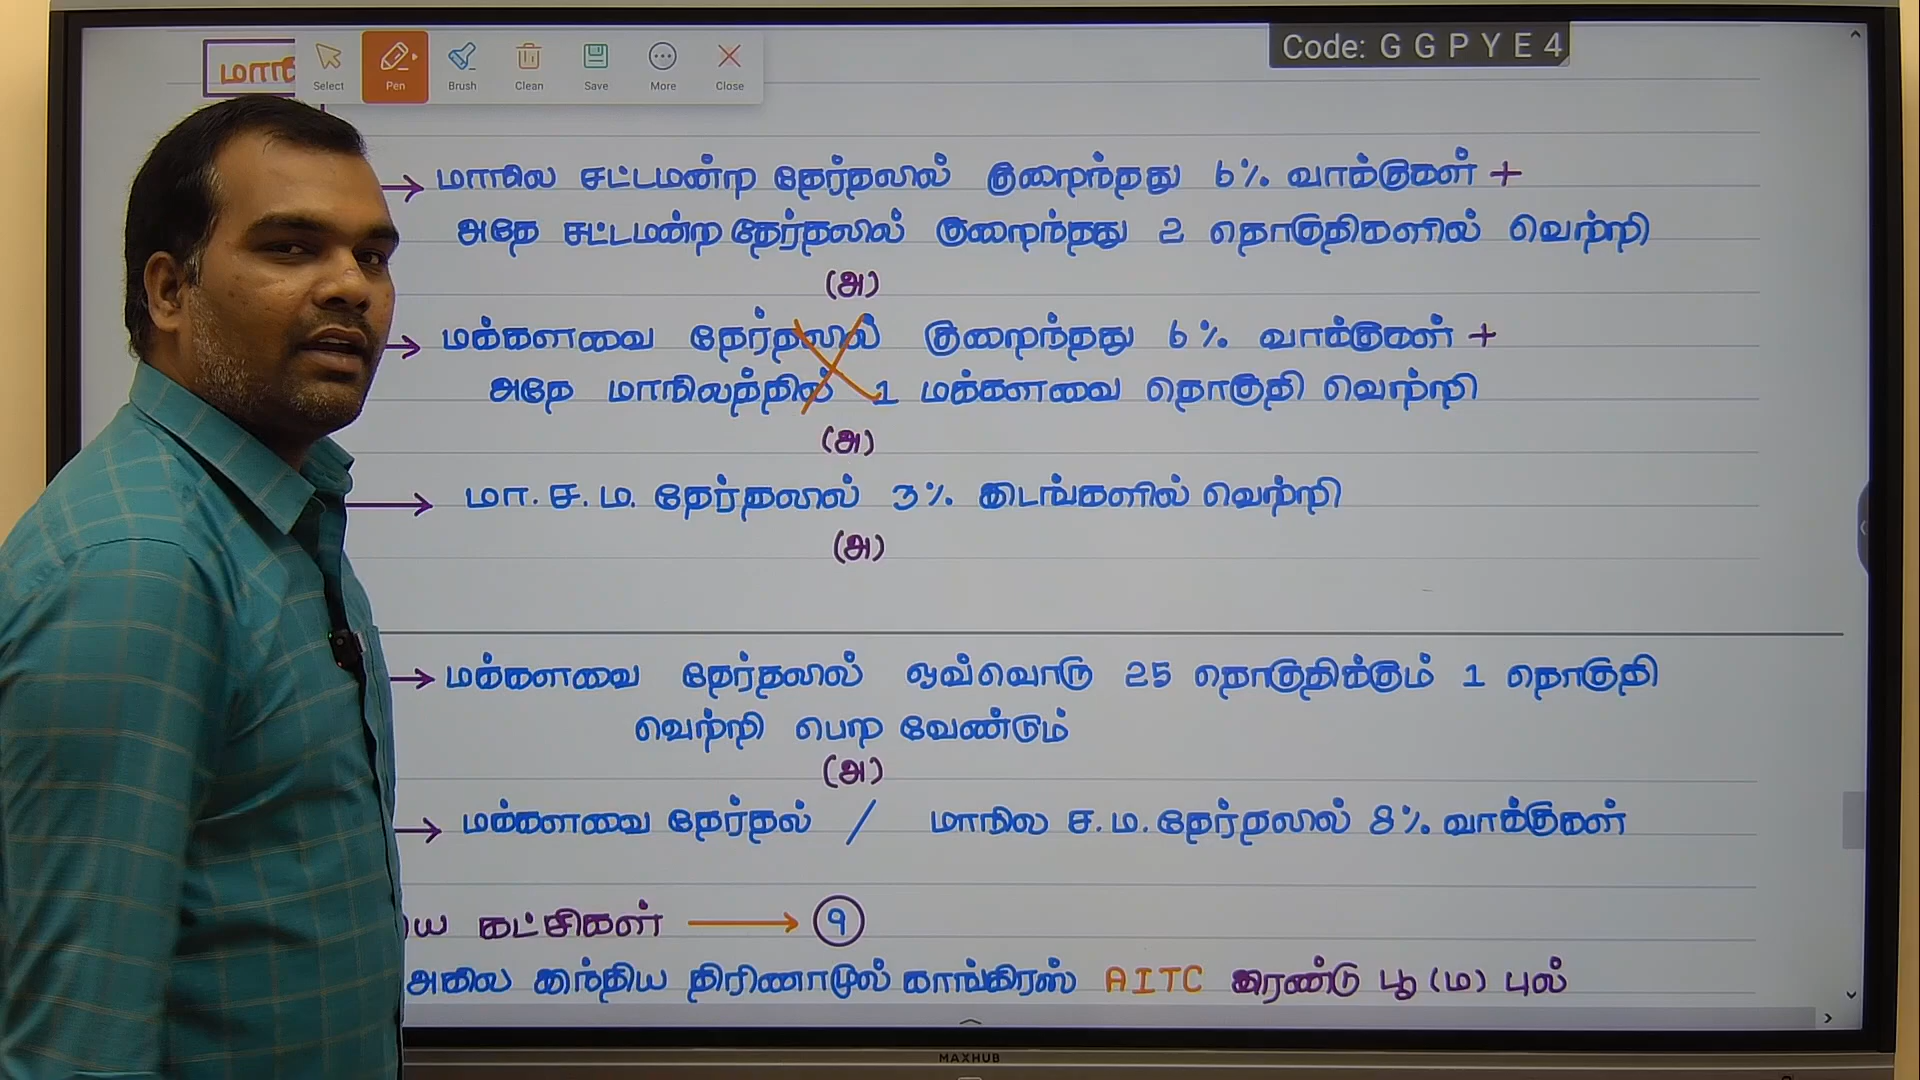 Code: G G P Y E 4
Select Pen Brush Clean Save More Close
→ மாநில சட்டமன்ற தேர்தலில் குறைந்தது 6% வாக்குகள் +
அதே சட்டமன்ற தேர்தலில் குறைந்தது 2 தொகுதிகளில் வெற்றி
(அ)
→ மக்களவை தேர்தலில் குறைந்தது 6% வாக்குகள் +
அதே மாநிலத்தில் 1 மக்களவை தொகுதி வெற்றி
(அ)
→ மா. ச. ம. தேர்தலில் 3% இடங்களில் வெற்றி
(அ)
→ மக்களவை தேர்தலில் ஒவ்வொரு 25 தொகுதிக்கும் 1 தொகுதி
வெற்றி பெற வேண்டும்
(அ)
→ மக்களவை தேர்தல் / மாநில ச. ம. தேர்தலில் 8% வாக்குகள்
கட்சிகள் → 9
அகில இந்திய திரிணாமுல் காங்கிரஸ் AITC இரண்டு பூ (ம) புல்
MAXHUB